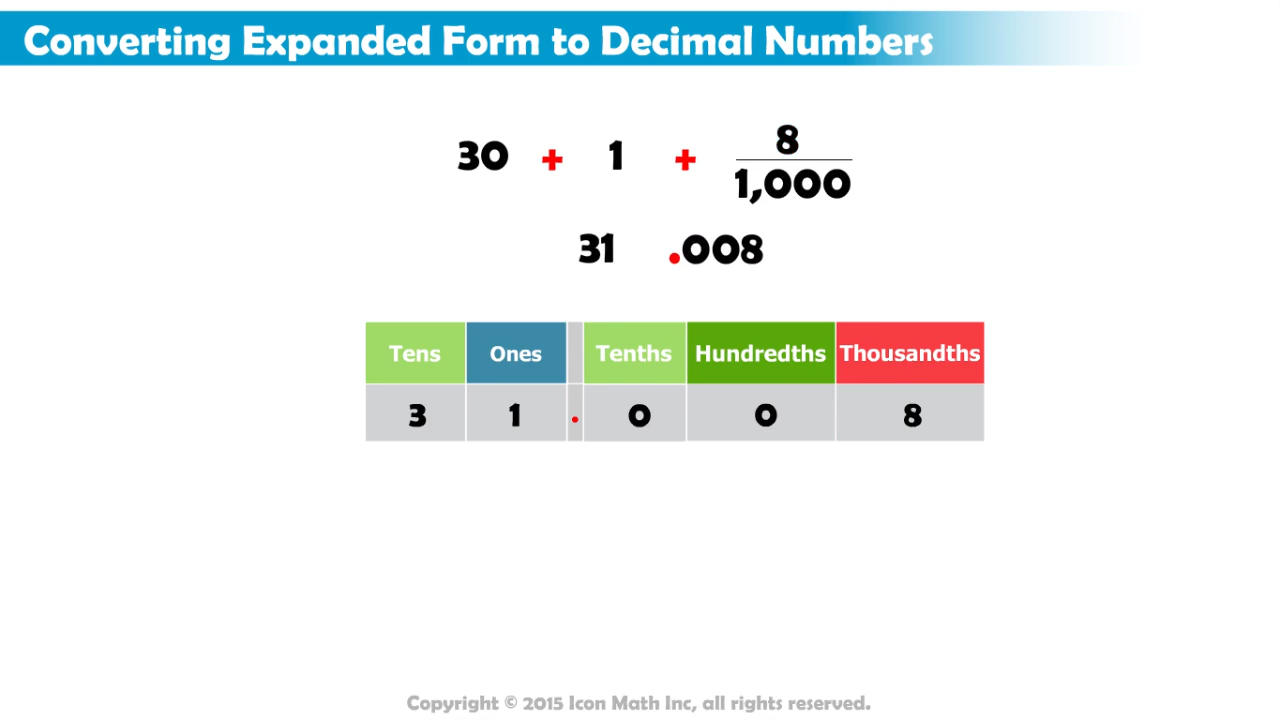 Converting Expanded Form to Decimal Numbers
30 + 1 + 8/1,000
31 .008
Tens Ones Tenths Hundredths Thousandths
3 1 . 0 0 8
Copyright © 2015 Icon Math Inc, all rights reserved.